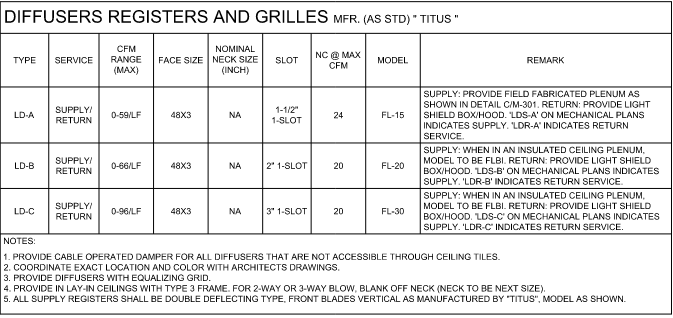 DIFFUSERS REGISTERS AND GRILLES MFR. (AS STD) " TITUS "
TYPE
SERVICE
CFM
RANGE
(MAX)
FACE SIZE
NOMINAL
NECK SIZE
(INCH)
SLOT
NC @ MAX
CFM
MODEL
REMARK
LD-A
SUPPLY/
RETURN
0-59/LF
48X3
NA
1-1/2"
1-SLOT
24
FL-15
SUPPLY: PROVIDE FIELD FABRICATED PLENUM AS
SHOWN IN DETAIL C/M-301. RETURN: PROVIDE LIGHT
SHIELD BOX/HOOD. 'LDS-A' ON MECHANICAL PLANS
INDICATES SUPPLY. 'LDR-A' INDICATES RETURN
SERVICE.
LD-B
SUPPLY/
RETURN
0-66/LF
48X3
NA
2" 1-SLOT
20
FL-20
SUPPLY: WHEN IN AN INSULATED CEILING PLENUM,
MODEL TO BE FLBI. RETURN: PROVIDE LIGHT SHIELD
BOX/HOOD. 'LDS-B' ON MECHANICAL PLANS INDICATES
SUPPLY. 'LDR-B' INDICATES RETURN SERVICE.
LD-C
SUPPLY/
RETURN
0-96/LF
48X3
NA
3" 1-SLOT
20
FL-30
SUPPLY: WHEN IN AN INSULATED CEILING PLENUM,
MODEL TO BE FLBI. RETURN: PROVIDE LIGHT SHIELD
BOX/HOOD. 'LDS-C' ON MECHANICAL PLANS INDICATES
SUPPLY. 'LDR-C' INDICATES RETURN SERVICE.
NOTES:
1. PROVIDE CABLE OPERATED DAMPER FOR ALL DIFFUSERS THAT ARE NOT ACCESSIBLE THROUGH CEILING TILES.
2. COORDINATE EXACT LOCATION AND COLOR WITH ARCHITECTS DRAWINGS.
3. PROVIDE DIFFUSERS WITH EQUALIZING GRID.
4. PROVIDE IN LAY-IN CEILINGS WITH TYPE 3 FRAME. FOR 2-WAY OR 3-WAY BLOW, BLANK OFF NECK (NECK TO BE NEXT SIZE).
5. ALL SUPPLY REGISTERS SHALL BE DOUBLE DEFLECTING TYPE, FRONT BLADES VERTICAL AS MANUFACTURED BY "TITUS", MODEL AS SHOWN.